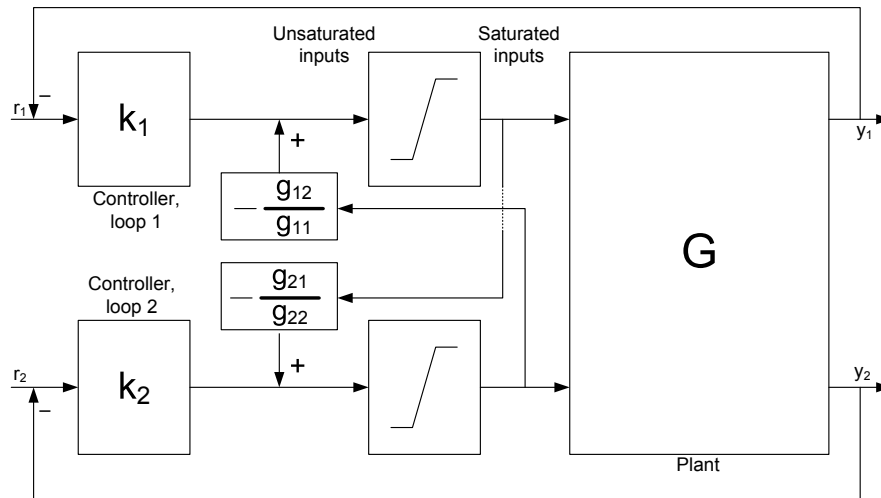 Unsaturated
inputs
Saturated
inputs
r1
–
k1
Controller,
loop 1
+
– g12
g11
y1
G
Controller,
loop 2
– g21
g22
+
r2
–
k2
y2
Plant